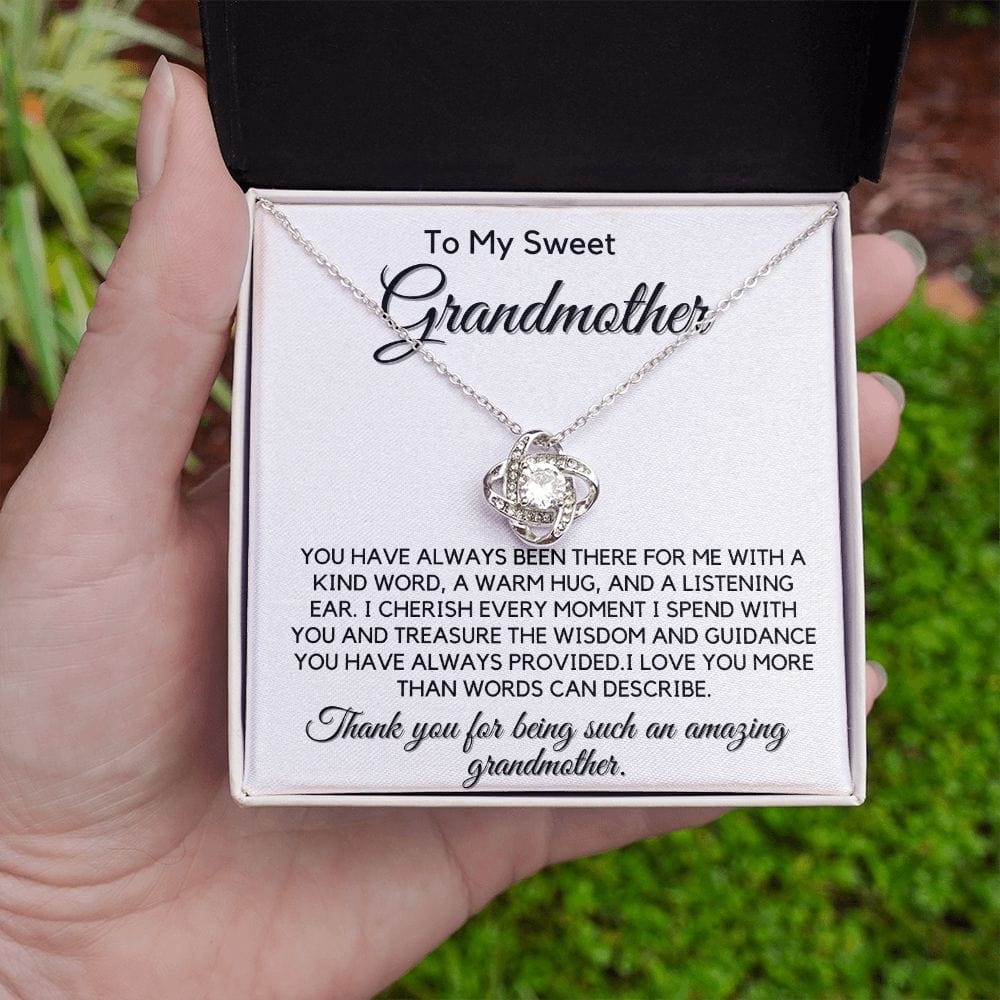 To My Sweet
Grandmother
YOU HAVE ALWAYS BEEN THERE FOR ME WITH A
KIND WORD, A WARM HUG, AND A LISTENING
EAR. I CHERISH EVERY MOMENT I SPEND WITH
YOU AND TREASURE THE WISDOM AND GUIDANCE
YOU HAVE ALWAYS PROVIDED.I LOVE YOU MORE
THAN WORDS CAN DESCRIBE.
Thank you for being such an amazing
grandmother.